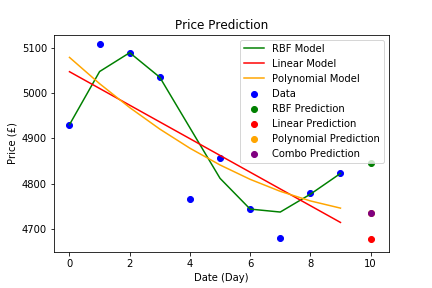 Price Prediction
5100
5000
4900
4800
4700
Price (£)
RBF Model
Linear Model
Polynomial Model
Data
RBF Prediction
Linear Prediction
Polynomial Prediction
Combo Prediction
0 2 4 6 8 10
Date (Day)